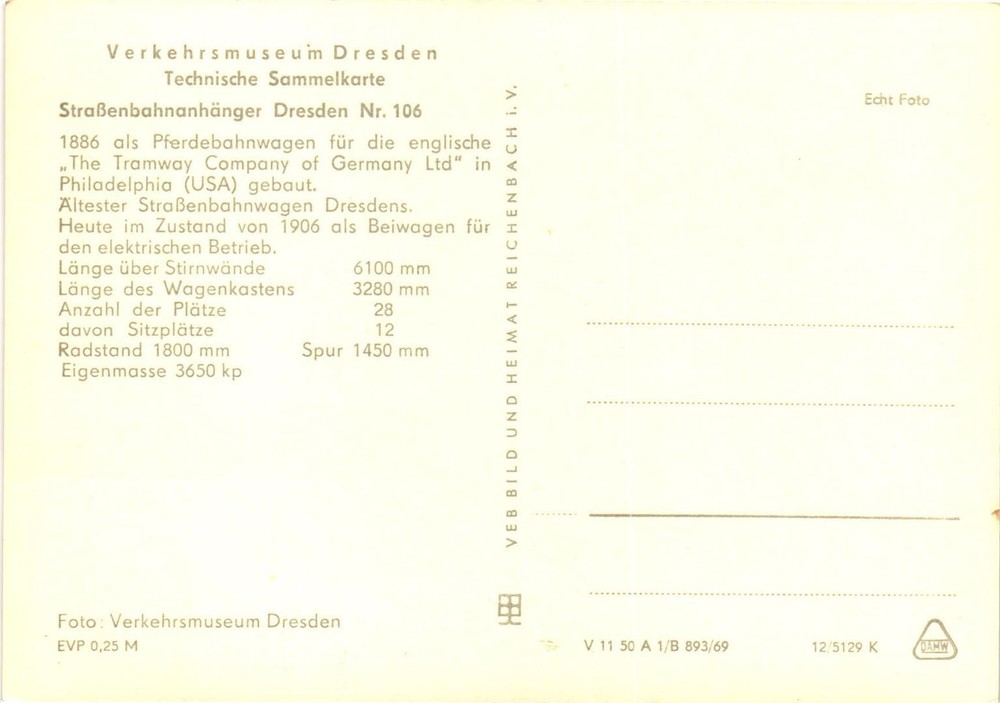 Verkehrsmuseum Dresden
Technische Sammelkarte
Straßenbahnanhänger Dresden Nr. 106
1886 als Pferdebahnwagen für die englische
„The Tramway Company of Germany Ltd" in
Philadelphia (USA) gebaut.
Ältester Straßenbahnwagen Dresdens.
Heute im Zustand von 1906 als Beiwagen für
den elektrischen Betrieb.
Länge über Stirnwände 6100 mm
Länge des Wagenkastens 3280 mm
Anzahl der Plätze 28
davon Sitzplätze 12
Radstand 1800 mm Spur 1450 mm
Eigenmasse 3650 kp
Foto: Verkehrsmuseum Dresden
EVP 0,25 M
VEB BILD UND HEIMAT REICHENBACH i. V.
Echt Foto
V 11 50 A 1/B 893/69
12/5129 K
DAMW